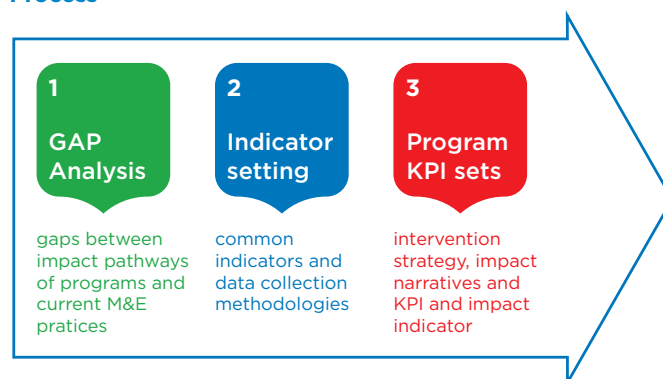 Process
1
GAP
Analysis
gaps between
impact pathways
of programs and
current M&E
pratices
2
Indicator
setting
common
indicators and
data collection
methodologies
3
Program
KPI sets
intervention
strategy, impact
narratives and
KPI and impact
indicator